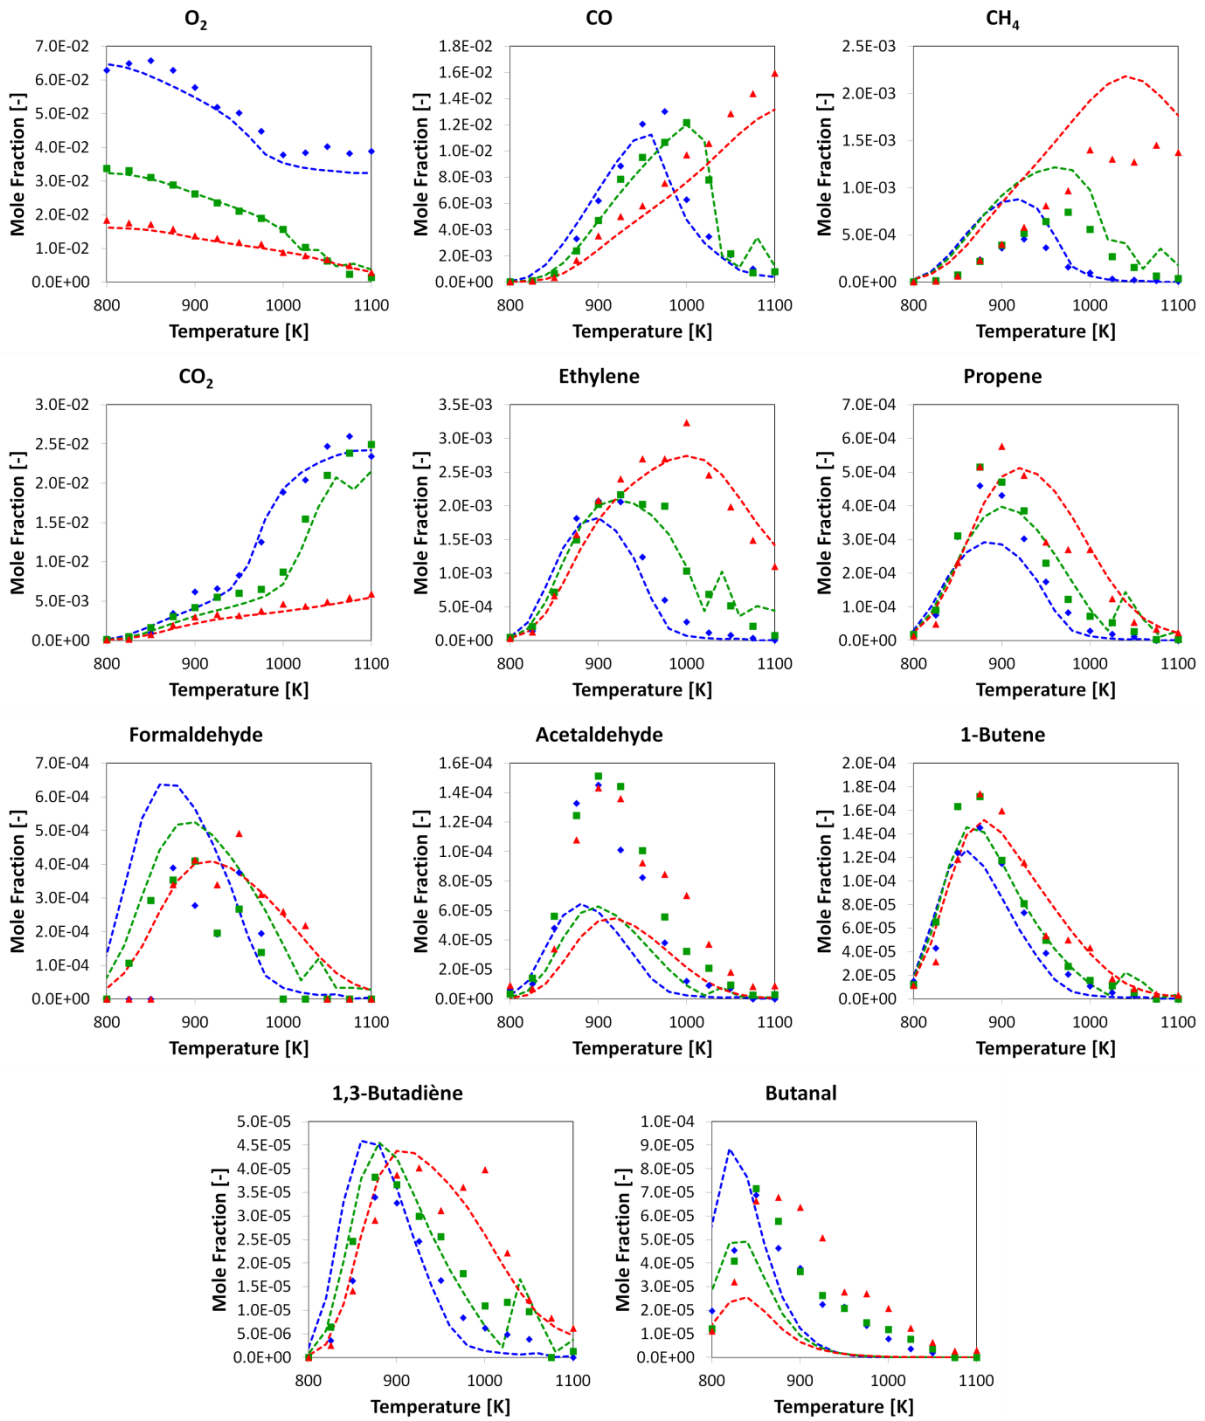 O2
CO
CH4
7.0E-02
6.0E-02
5.0E-02
4.0E-02
3.0E-02
2.0E-02
1.0E-02
0.0E+00
Mole Fraction [-]
800 900 1000 1100
Temperature [K]
1.8E-02
1.6E-02
1.4E-02
1.2E-02
1.0E-02
8.0E-03
6.0E-03
4.0E-03
2.0E-03
0.0E+00
Mole Fraction [-]
800 900 1000 1100
Temperature [K]
2.5E-03
2.0E-03
1.5E-03
1.0E-03
5.0E-04
0.0E+00
Mole Fraction [-]
800 900 1000 1100
Temperature [K]
CO2
Ethylene
Propene
3.0E-02
2.5E-02
2.0E-02
1.5E-02
1.0E-02
5.0E-03
0.0E+00
Mole Fraction [-]
800 900 1000 1100
Temperature [K]
3.5E-03
3.0E-03
2.5E-03
2.0E-03
1.5E-03
1.0E-03
5.0E-04
0.0E+00
Mole Fraction [-]
800 900 1000 1100
Temperature [K]
7.0E-04
6.0E-04
5.0E-04
4.0E-04
3.0E-04
2.0E-04
1.0E-04
0.0E+00
Mole Fraction [-]
800 900 1000 1100
Temperature [K]
Formaldehyde
Acetaldehyde
1-Butene
7.0E-04
6.0E-04
5.0E-04
4.0E-04
3.0E-04
2.0E-04
1.0E-04
0.0E+00
Mole Fraction [-]
800 900 1000 1100
Temperature [K]
1.6E-04
1.4E-04
1.2E-04
1.0E-04
8.0E-05
6.0E-05
4.0E-05
2.0E-05
0.0E+00
Mole Fraction [-]
800 900 1000 1100
Temperature [K]
2.0E-04
1.8E-04
1.6E-04
1.4E-04
1.2E-04
1.0E-04
8.0E-05
6.0E-05
4.0E-05
2.0E-05
0.0E+00
Mole Fraction [-]
800 900 1000 1100
Temperature [K]
1,3-Butadiène
Butanal
5.0E-05
4.5E-05
4.0E-05
3.5E-05
3.0E-05
2.5E-05
2.0E-05
1.5E-05
1.0E-05
5.0E-06
0.0E+00
Mole Fraction [-]
800 900 1000 1100
Temperature [K]
1.0E-04
9.0E-05
8.0E-05
7.0E-05
6.0E-05
5.0E-05
4.0E-05
3.0E-05
2.0E-05
1.0E-05
0.0E+00
Mole Fraction [-]
800 900 1000 1100
Temperature [K]